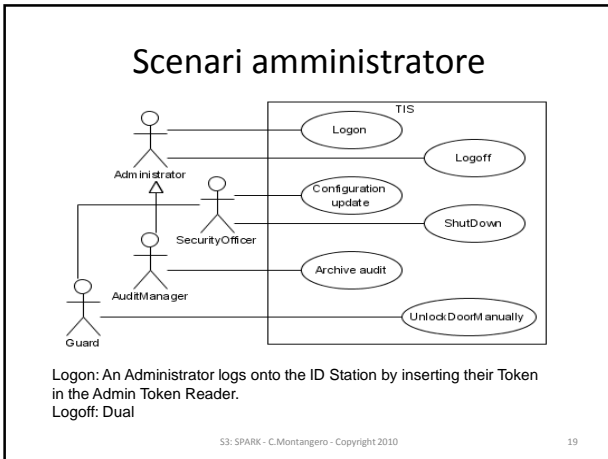 Scenari amministratore
TIS
Logon
Logoff
Administrator
Configuration
update
SecurityOfficer
ShutDown
Archive audit
AuditManager
UnlockDoorManually
Guard
Logon: An Administrator logs onto the ID Station by inserting their Token
in the Admin Token Reader.
Logoff: Dual
S3: SPARK - C.Montangero - Copyright 2010
19